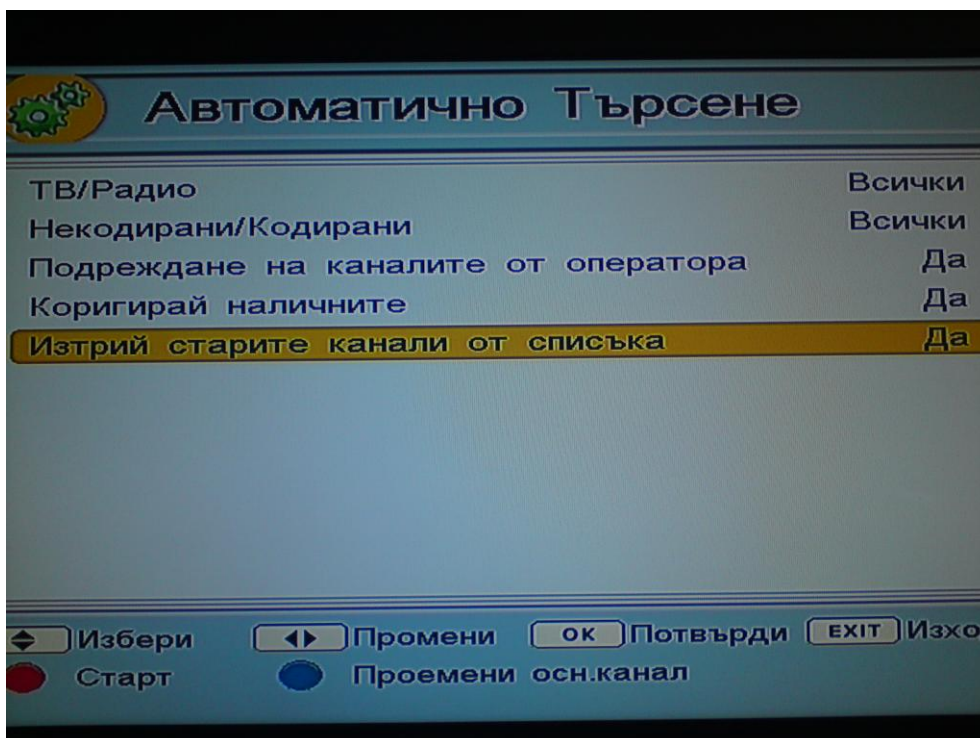 Автоматично Търсене
ТВ/Радио Всички
Некодирани/Кодирани Всички
Подреждане на каналите от оператора Да
Коригирай наличните Да
Изтрий старите канали от списъка Да
Избери Промени OK Потвърди EXIT Изхо
Старт Проемени осн.канал